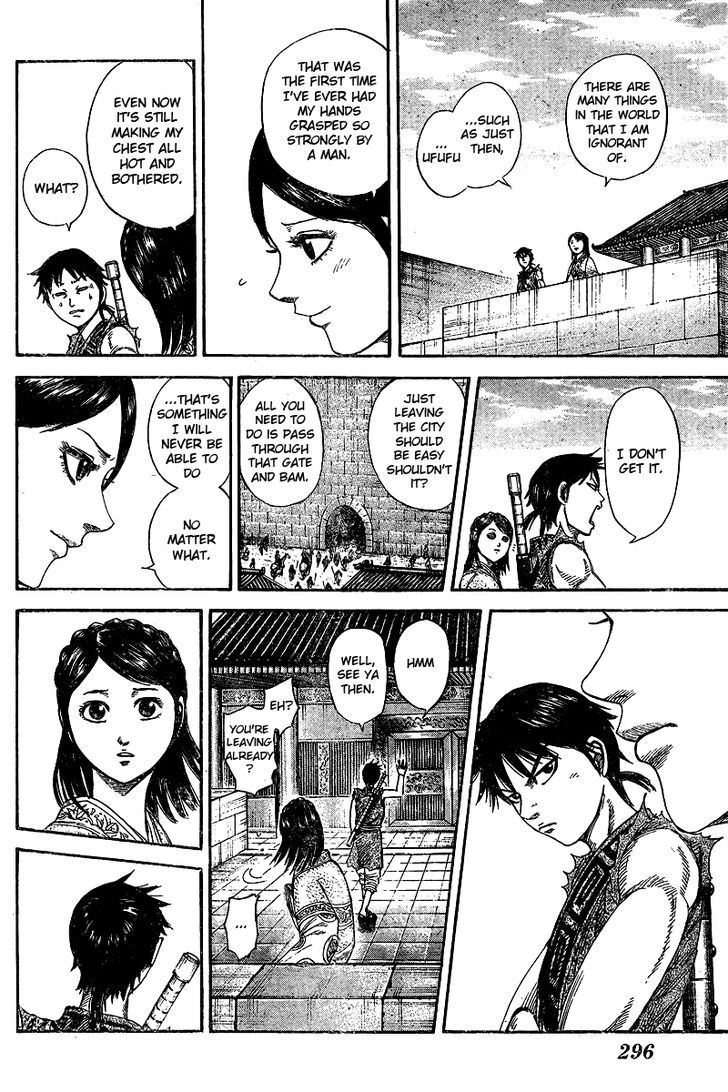 THERE ARE
MANY THINGS
IN THE WORLD
THAT I AM
IGNORANT
OF.
...SUCH
AS JUST
THEN,
...
UFUFU
THAT WAS
THE FIRST TIME
I'VE EVER HAD
MY HANDS
GRASPED SO
STRONGLY BY
A MAN.
EVEN NOW
IT'S STILL
MAKING MY
CHEST ALL
HOT AND
BOTHERED.
WHAT?
I DON'T
GET IT.
JUST
LEAVING
THE CITY
SHOULD
BE EASY
SHOULDN'T
IT?
ALL YOU
NEED TO
DO IS PASS
THROUGH
THAT GATE
AND BAM.
...THAT'S
SOMETHING
I WILL
NEVER BE
ABLE TO
DO
NO
MATTER
WHAT.
HMM
WELL,
SEE YA
THEN.
EH?
YOU'RE
LEAVING
ALREADY
?
...
296